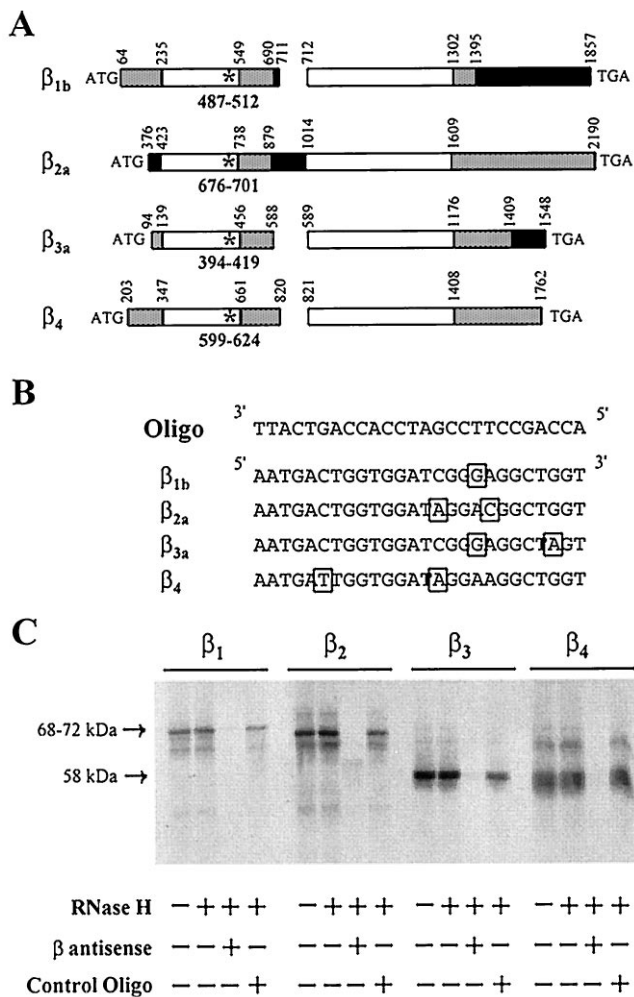 A
64 235 549 690 711 712 1302 1395 1857
β1b ATG * TGA
487-512
376 423 738 879 1014 1609 2190
β2a ATG * TGA
676-701
94 139 456 588 589 1176 1409 1548
β3a ATG * TGA
394-419
203 347 661 820 821 1408 1762
β4 ATG * TGA
599-624
B
Oligo 3' TTACTGACCACCTAGCCTTCCGACCA 5'
β1b 5' AATGACTGGTGGATCGGGAGGCTGGT 3'
β2a AATGACTGGTGGATAGGACGGCTGGT
β3a AATGACTGGTGGATCGGGAGGCTAGT
β4 AATGATTGGTGGATAGGAAGGCTGGT
C
β1 β2 β3 β4
68-72 kDa →
58 kDa →
RNase H − + + + − + + + − + + + − + + +
β antisense − − + − − − + − − − + − − − + −
Control Oligo − − − + − − − + − − − + − − − +